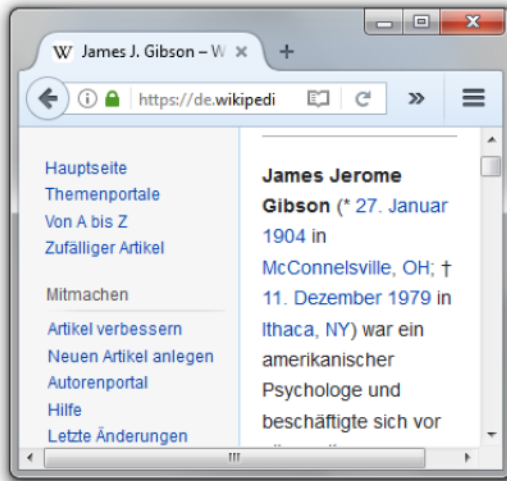 W James J. Gibson – W
https://de.wikipedi
Hauptseite
Themenportale
Von A bis Z
Zufälliger Artikel
Mitmachen
Artikel verbessern
Neuen Artikel anlegen
Autorenportal
Hilfe
Letzte Änderungen
James Jerome
Gibson (* 27. Januar
1904 in
McConnelsville, OH; †
11. Dezember 1979 in
Ithaca, NY) war ein
amerikanischer
Psychologe und
beschäftigte sich vor